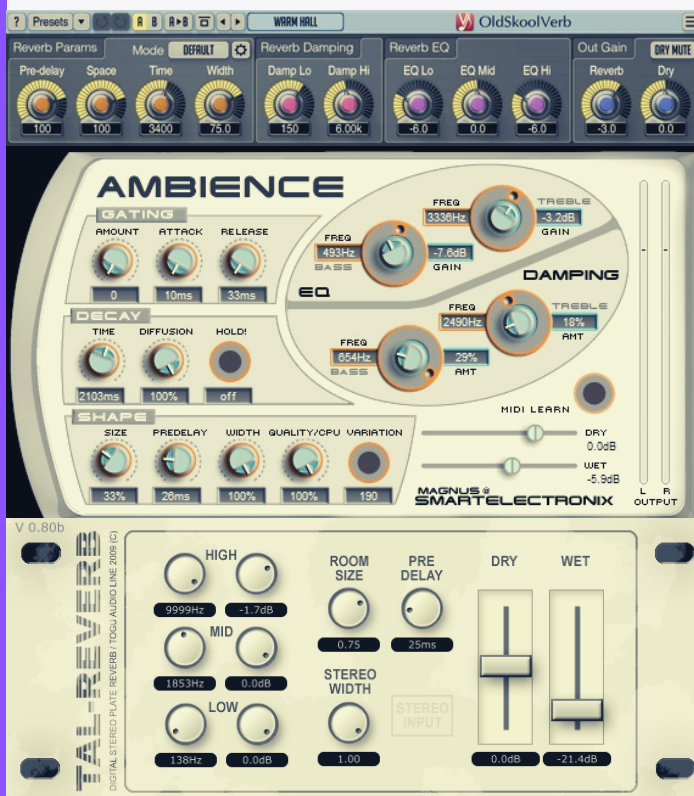 ? Presets A B A▸B WARM HALL OldSkoolVerb
Reverb Params Mode DEFAULT Reverb Damping Reverb EQ Out Gain DRY MUTE
Pre-delay Space Time Width Damp Lo Damp Hi EQ Lo EQ Mid EQ Hi Reverb Dry
100 100 3400 75.0 150 6.00k -6.0 0.0 -6.0 -3.0 0.0
AMBIENCE
GATING
AMOUNT ATTACK RELEASE
0 10ms 33ms
FREQ TREBLE
3336Hz -3.2dB
GAIN
FREQ
493Hz -7.6dB
BASS GAIN
EQ
DAMPING
DECAY
TIME DIFFUSION HOLD!
2103ms 100% off
FREQ TREBLE
2490Hz 18%
AMT
FREQ
654Hz 29%
BASS AMT
SHAPE
SIZE PREDELAY WIDTH QUALITY/CPU VARIATION
33% 26ms 100% 100% 190
MIDI LEARN
DRY
0.0dB
WET
-5.9dB
MAGNUS @
SMARTELECTRONIX
L R
OUTPUT
V 0.80b
TAL-REVERB
DIGITAL STEREO PLATE REVERB / TOGU AUDIO LINE 2009 (C)
HIGH
9999Hz -1.7dB
MID
1853Hz 0.0dB
LOW
138Hz 0.0dB
ROOM
SIZE
0.75
PRE
DELAY
25ms
STEREO
WIDTH
1.00
STEREO
INPUT
DRY WET
0.0dB -21.4dB